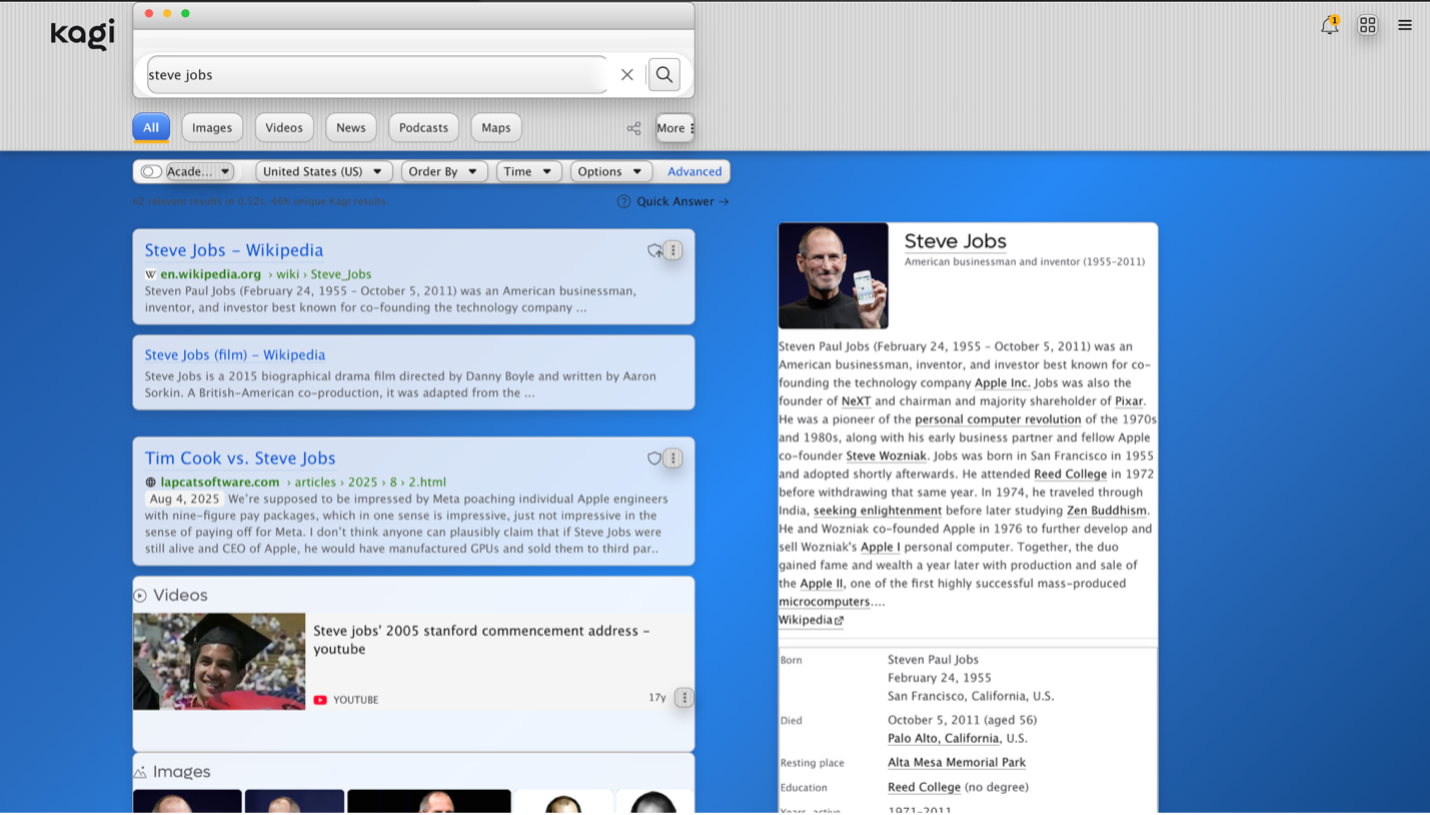 kagi
1
steve jobs
All
Images
Videos
News
Podcasts
Maps
More
Acade...
United States (US)
Order By
Time
Options
Advanced
62 relevant results in 0.52s. 46% unique Kagi results.
Quick Answer →
Steve Jobs – Wikipedia
W en.wikipedia.org › wiki › Steve_Jobs
Steven Paul Jobs (February 24, 1955 – October 5, 2011) was an American businessman,
inventor, and investor best known for co-founding the technology company ...
Steve Jobs (film) – Wikipedia
Steve Jobs is a 2015 biographical drama film directed by Danny Boyle and written by Aaron
Sorkin. A British-American co-production, it was adapted from the ...
Tim Cook vs. Steve Jobs
lapcatsoftware.com › articles › 2025 › 8 › 2.html
Aug 4, 2025 We're supposed to be impressed by Meta poaching individual Apple engineers
with nine-figure pay packages, which in one sense is impressive, just not impressive in the
sense of paying off for Meta. I don't think anyone can plausibly claim that if Steve Jobs were
still alive and CEO of Apple, he would have manufactured GPUs and sold them to third par..
Videos
Steve jobs' 2005 stanford commencement address –
youtube
YOUTUBE
17y
Images
Steve Jobs
American businessman and inventor (1955–2011)
Steven Paul Jobs (February 24, 1955 – October 5, 2011) was an
American businessman, inventor, and investor best known for co-
founding the technology company Apple Inc. Jobs was also the
founder of NeXT and chairman and majority shareholder of Pixar.
He was a pioneer of the personal computer revolution of the 1970s
and 1980s, along with his early business partner and fellow Apple
co-founder Steve Wozniak. Jobs was born in San Francisco in 1955
and adopted shortly afterwards. He attended Reed College in 1972
before withdrawing that same year. In 1974, he traveled through
India, seeking enlightenment before later studying Zen Buddhism.
He and Wozniak co-founded Apple in 1976 to further develop and
sell Wozniak's Apple I personal computer. Together, the duo
gained fame and wealth a year later with production and sale of
the Apple II, one of the first highly successful mass-produced
microcomputers....
Wikipedia
Born
Steven Paul Jobs
February 24, 1955
San Francisco, California, U.S.
Died
October 5, 2011 (aged 56)
Palo Alto, California, U.S.
Resting place
Alta Mesa Memorial Park
Education
Reed College (no degree)
Years active
1971–2011